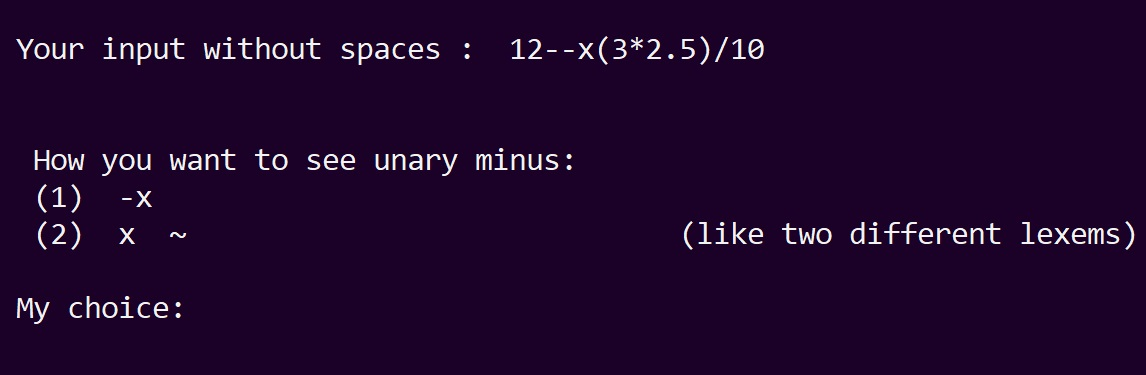 Your input without spaces :  12--x(3*2.5)/10
How you want to see unary minus:
(1)  -x
(2)  x  ~  (like two different lexems)
My choice: